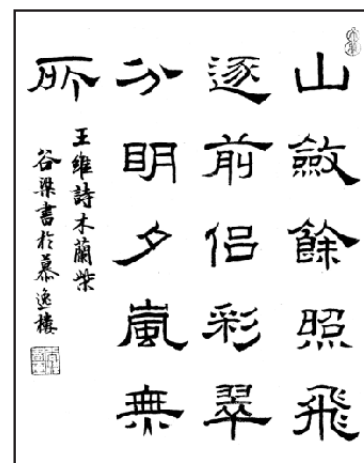 山斂餘照飛
逐前侶彩翠
分明夕嵐無
所
王維詩木蘭柴
谷梁書於慕逸樓